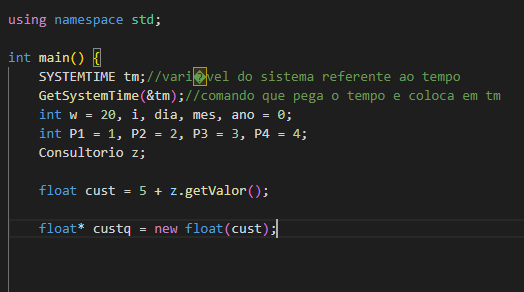 using namespace std;
int main() {
SYSTEMTIME tm;//vari�vel do sistema referente ao tempo
GetSystemTime(&tm);//comando que pega o tempo e coloca em tm
int w = 20, i, dia, mes, ano = 0;
int P1 = 1, P2 = 2, P3 = 3, P4 = 4;
Consultorio z;
float cust = 5 + z.getValor();
float* custq = new float(cust);